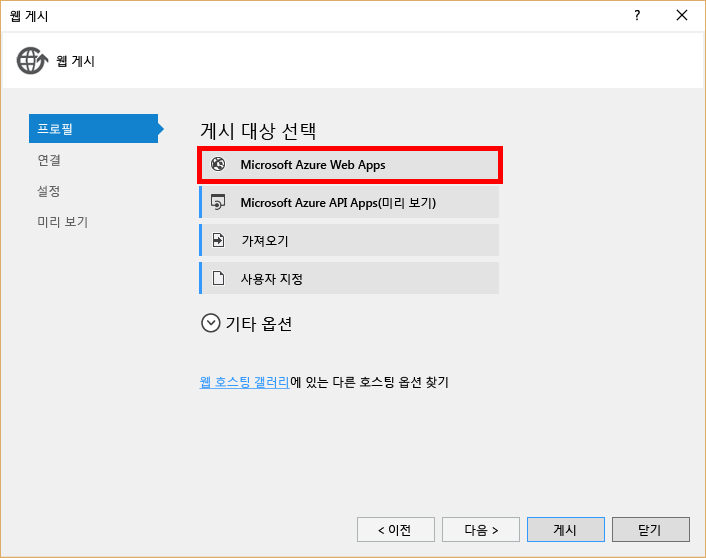 웹 게시
?
웹 게시
프로필
연결
설정
미리 보기
게시 대상 선택
Microsoft Azure Web Apps
Microsoft Azure API Apps(미리 보기)
가져오기
사용자 지정
기타 옵션
웹 호스팅 갤러리에 있는 다른 호스팅 옵션 찾기
< 이전
다음 >
게시
닫기